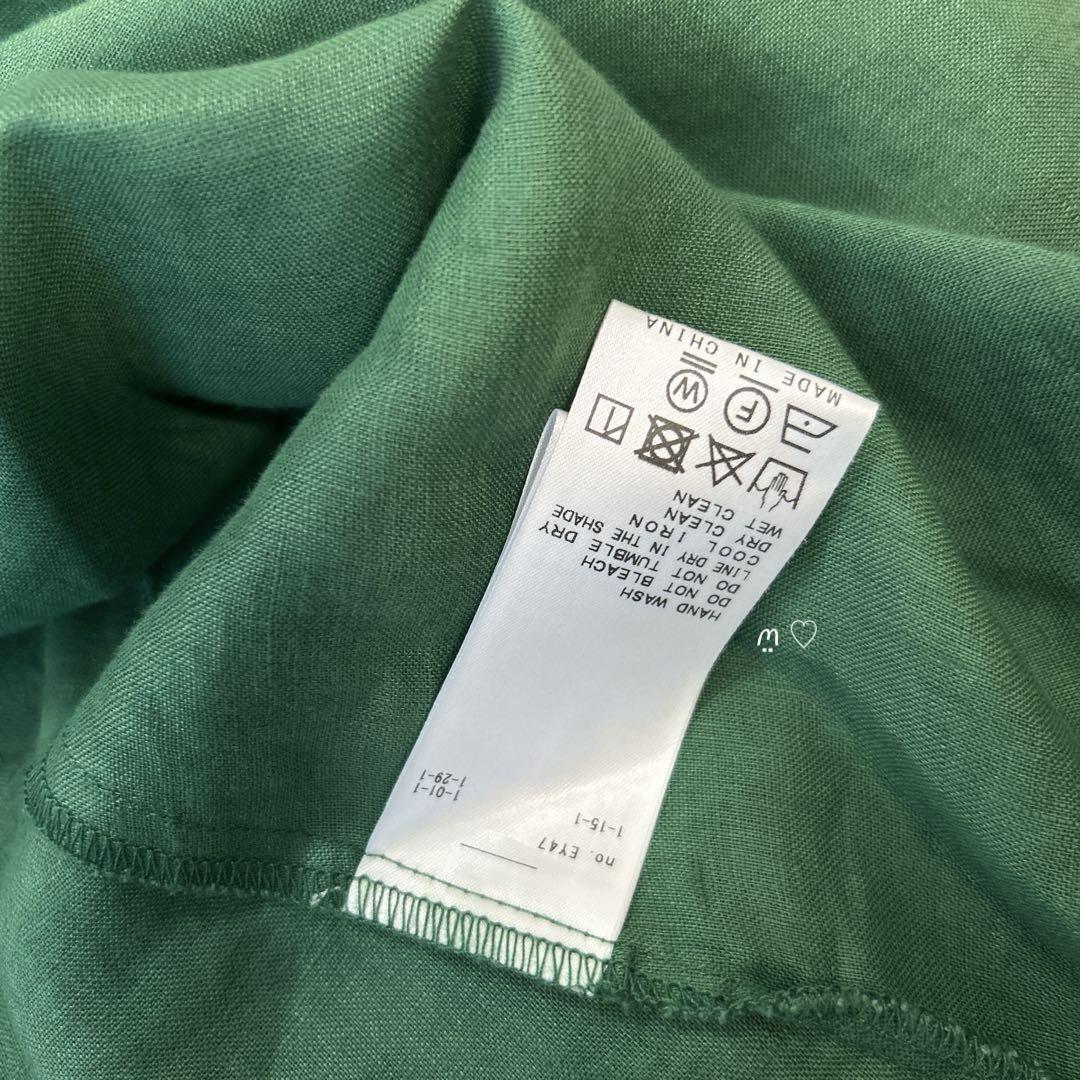 no. EY47
1-15-1
1-01-1
1-29-1
HAND WASH
DO NOT BLEACH
DO NOT TUMBLE DRY
LINE DRY IN THE SHADE
COOL IRON
DRY CLEAN
WET CLEAN
F
W
MADE IN CHINA